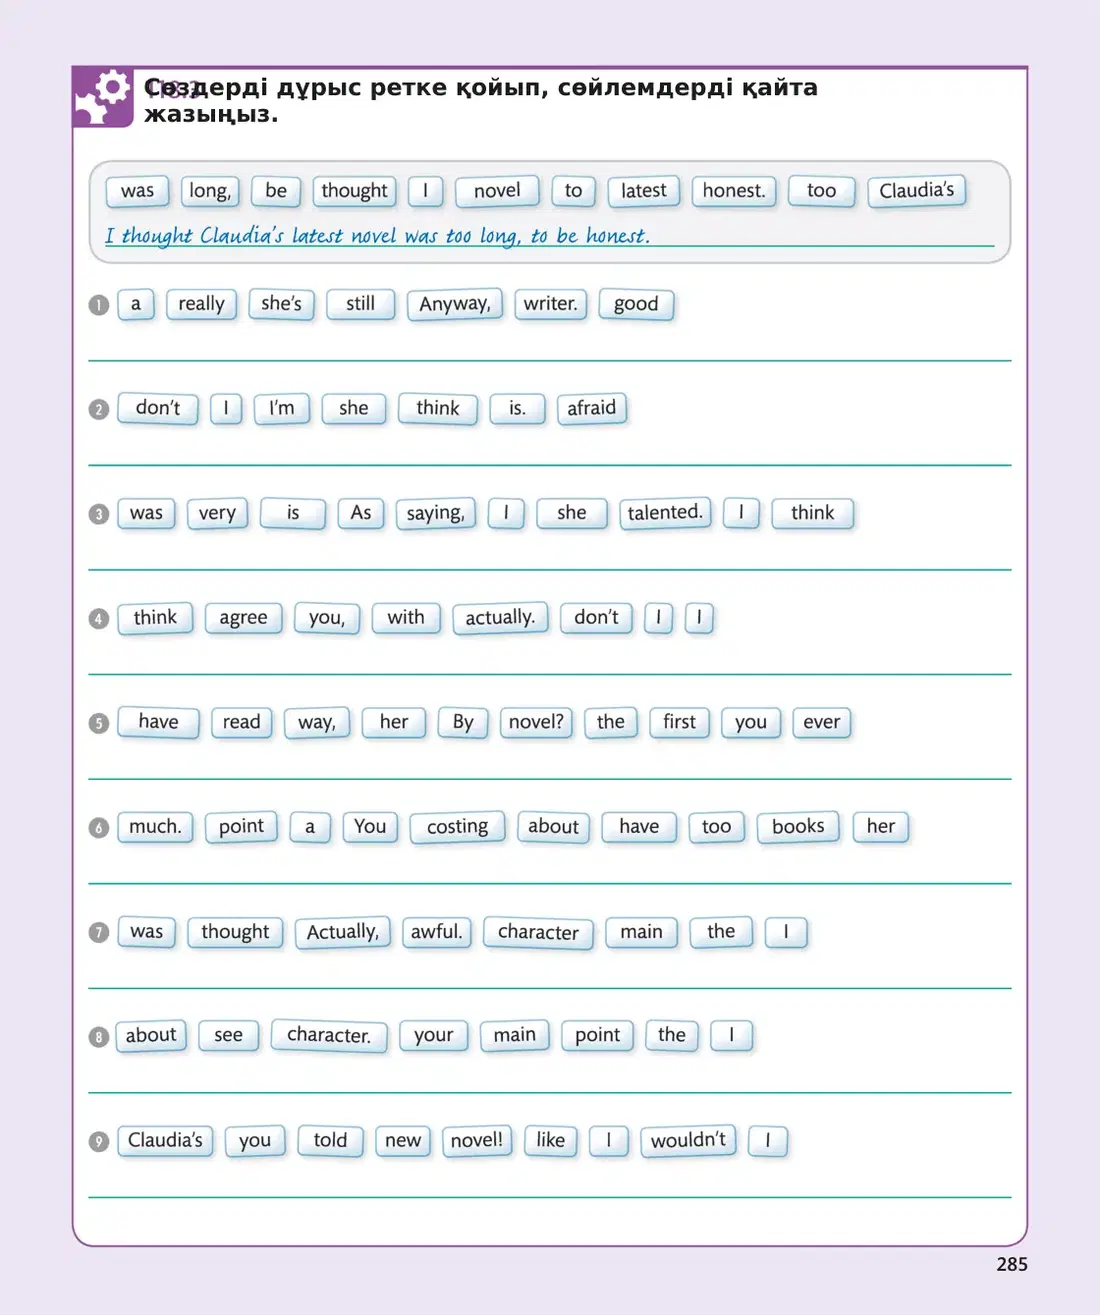 Сөздерді дұрыс ретке қойып, сөйлемдерді қайта
жазыңыз.
was long, be thought I novel to latest honest. too Claudia's
I thought Claudia's latest novel was too long, to be honest.
1 a really she's still Anyway, writer. good
2 don't I I'm she think is. afraid
3 was very is As saying, I she talented. I think
4 think agree you, with actually. don't I I
5 have read way, her By novel? the first you ever
6 much. point a You costing about have too books her
7 was thought Actually, awful. character main the I
8 about see character. your main point the I
9 Claudia's you told new novel! like I wouldn't I
285